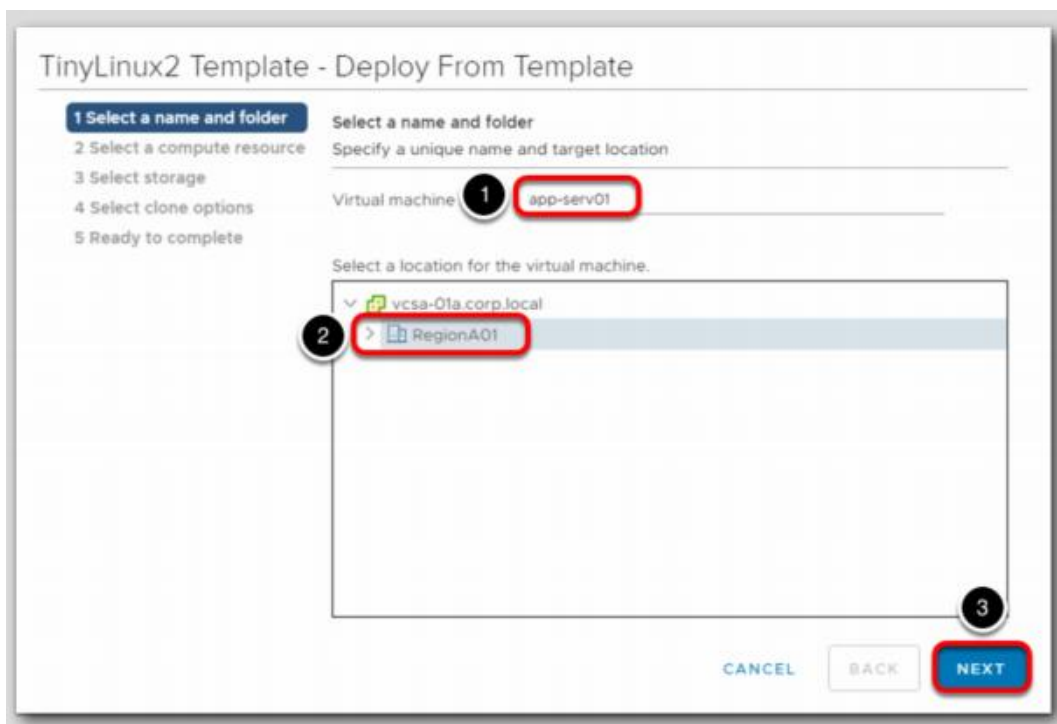 TinyLinux2 Template - Deploy From Template
1 Select a name and folder
2 Select a compute resource
3 Select storage
4 Select clone options
5 Ready to complete
Select a name and folder
Specify a unique name and target location
Virtual machine 1 app-serv01
Select a location for the virtual machine.
vcsa-01a.corp.local
2 RegionA01
3
CANCEL BACK NEXT